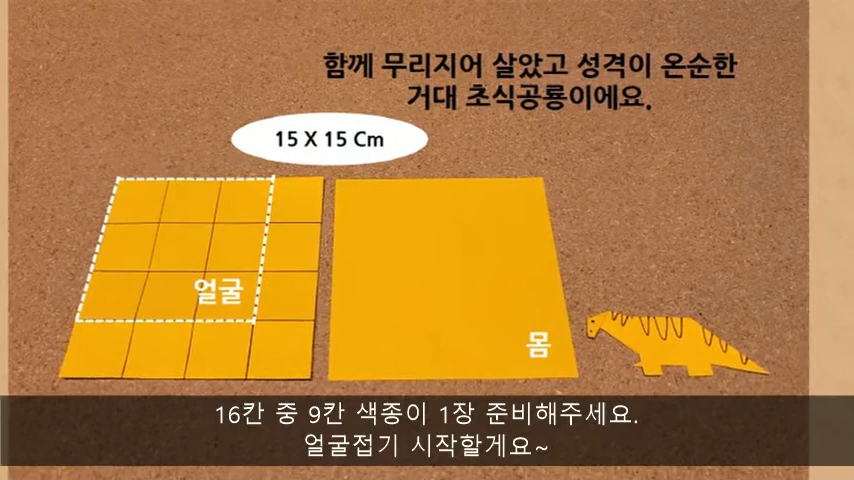 함께 무리지어 살았고 성격이 온순한
거대 초식공룡이에요.
15 X 15 Cm
얼굴
몸
16칸 중 9칸 색종이 1장 준비해주세요.
얼굴접기 시작할게요~